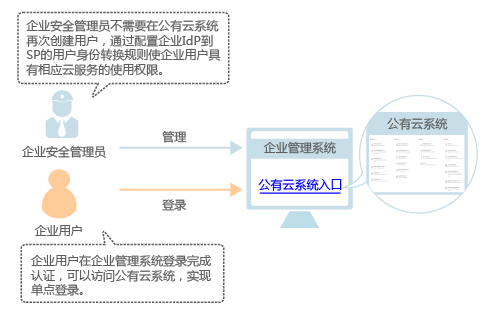 企业安全管理员不需要在公有云系统
再次创建用户，通过配置企业IdP到
SP的用户身份转换规则使企业用户具
有相应云服务的使用权限。
企业安全管理员
管理
企业管理系统
公有云系统入口
公有云系统
企业用户
登录
企业用户在企业管理系统登录完成
认证，可以访问公有云系统，实现
单点登录。